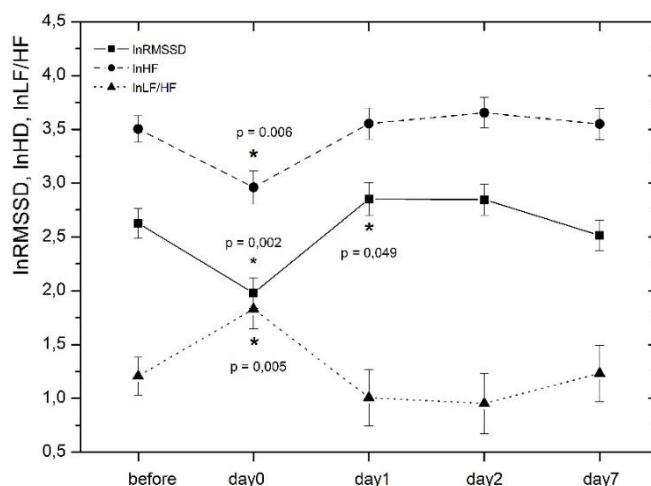 4,5
4,0
3,5
3,0
2,5
2,0
1,5
1,0
0,5
lnRMSSD, lnHD, lnLF/HF
lnRMSSD
lnHF
lnLF/HF
p = 0.006
*
p = 0,002
*
*
p = 0,049
*
p = 0,005
before day0 day1 day2 day7